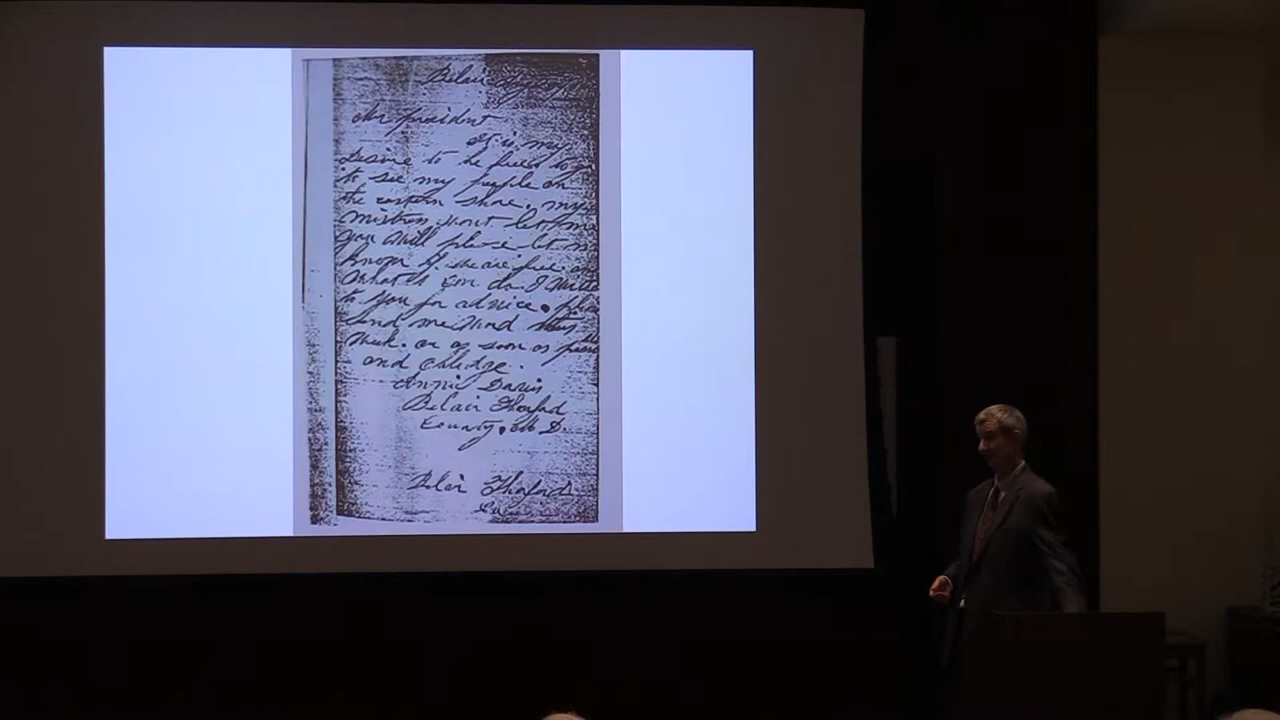 Belair
Mr president
It is my
Desire to be free to go
to see my people on
the eastern shore. my
mistress wont let me
you will please let me
know if we are free and
what i can do. I write
to you for advice. please
send me word this
week. or as soon as possible
and oblidge.
Annie Davis
Belair Harford
County, MD.
Belair Harford